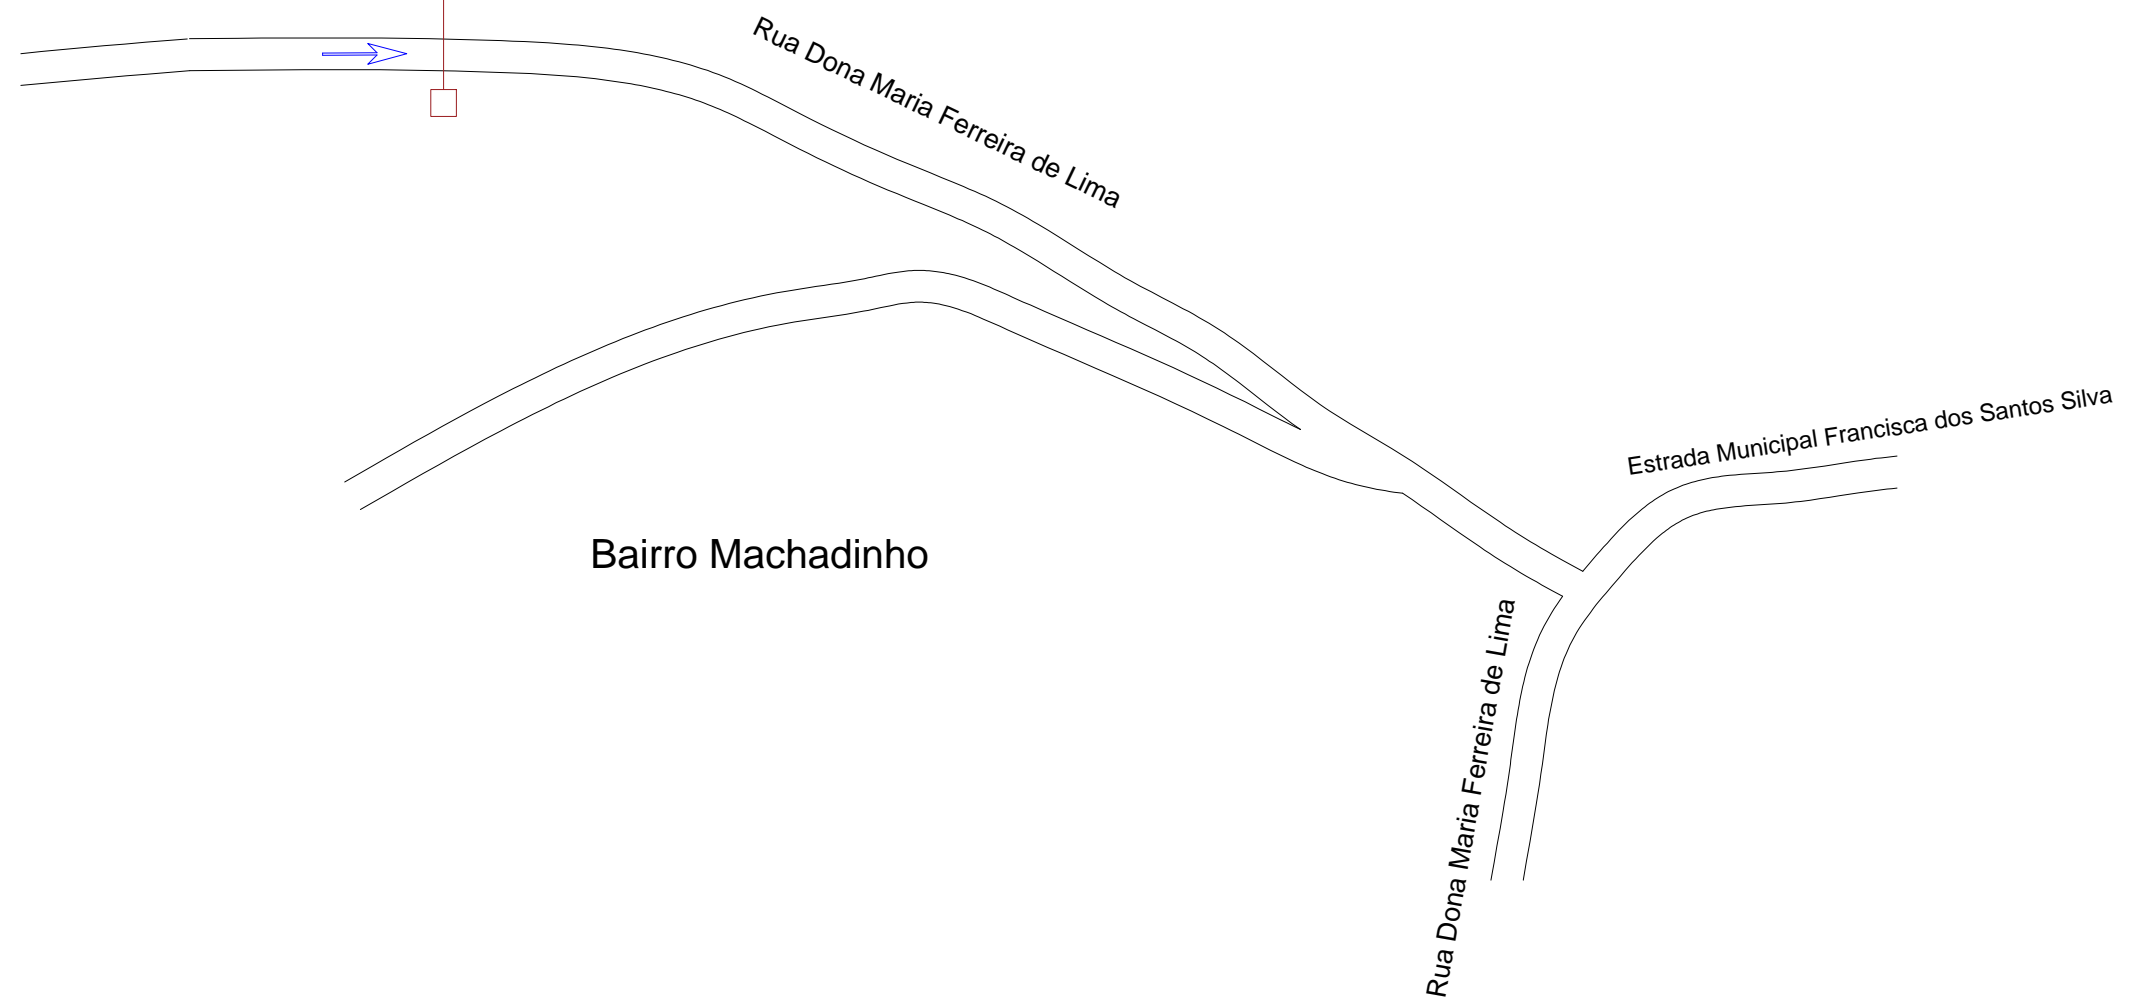 Rua Dona Maria Ferreira de Lima
Estrada Municipal Francisca dos Santos Silva
Bairro Machadinho
Rua Dona Maria Ferreira de Lima